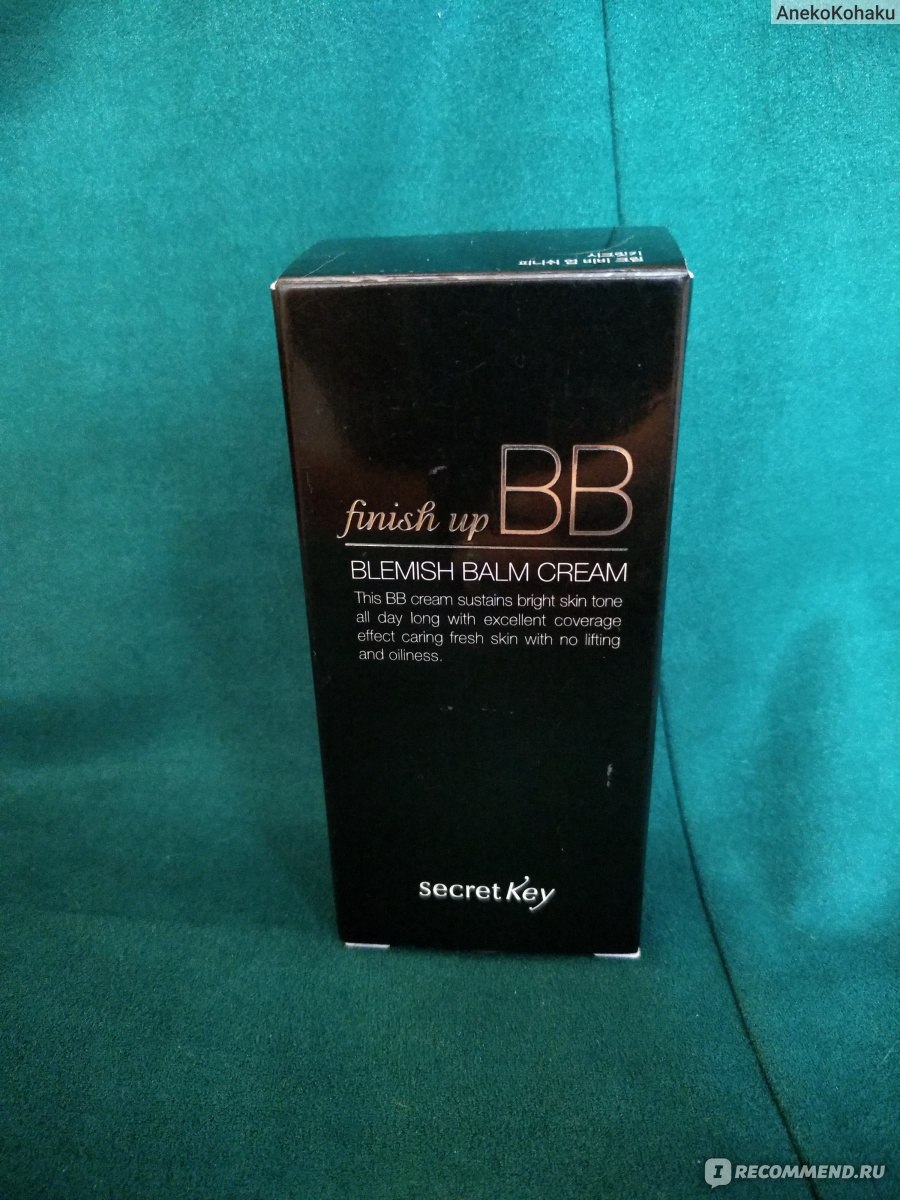 AnekoKohaku
finish up BB
BLEMISH BALM CREAM
This BB cream sustains bright skin tone
all day long with excellent coverage
effect caring fresh skin with no lifting
and oiliness.
secret Key
IRECOMMEND.RU